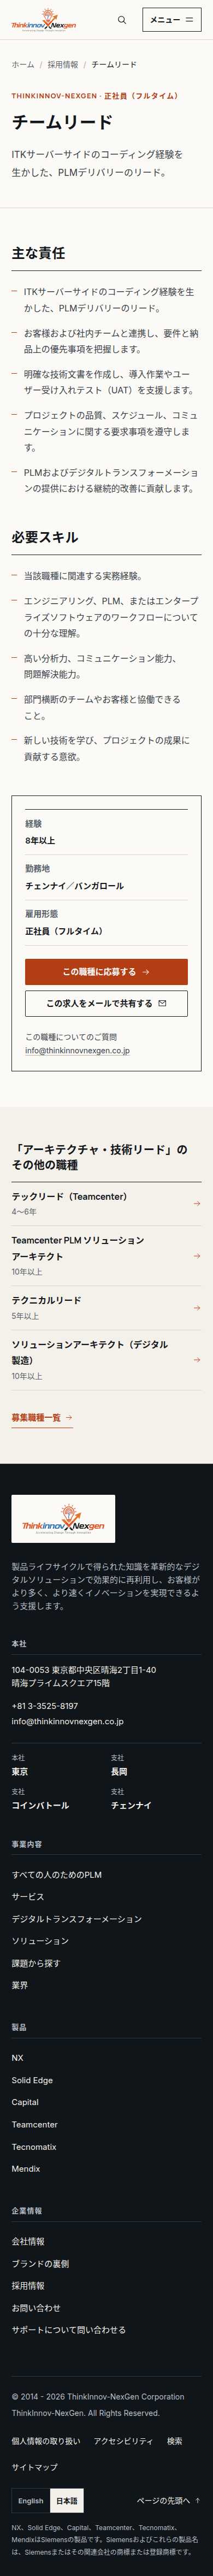 ThinkinnovXNexgen
メニュー
ホーム / 採用情報 / チームリード
THINKINNOV-NEXGEN · 正社員（フルタイム）
チームリード
ITKサーバーサイドのコーディング経験を
生かした、PLMデリバリーのリード。
主な責任
ITKサーバーサイドのコーディング経験を生
かした、PLMデリバリーのリード。
お客様および社内チームと連携し、要件と納
品上の優先事項を把握します。
明確な技術文書を作成し、導入作業やユー
ザー受け入れテスト（UAT）を支援します。
プロジェクトの品質、スケジュール、コミュ
ニケーションに関する要求事項を遵守しま
す。
PLMおよびデジタルトランスフォーメーショ
ンの提供における継続的改善に貢献します。
必要スキル
当該職種に関連する実務経験。
エンジニアリング、PLM、またはエンタープ
ライズソフトウェアのワークフローについて
の十分な理解。
高い分析力、コミュニケーション能力、
問題解決能力。
部門横断のチームやお客様と協働できる
こと。
新しい技術を学び、プロジェクトの成果に
貢献する意欲。
経験
8年以上
勤務地
チェンナイ／バンガロール
雇用形態
正社員（フルタイム）
この職種に応募する →
この求人をメールで共有する
この職種についてのご質問
info@thinkinnovnexgen.co.jp
「アーキテクチャ・技術リード」の
その他の職種
テックリード（Teamcenter）
4〜6年
→
Teamcenter PLM ソリューション
アーキテクト
10年以上
→
テクニカルリード
5年以上
→
ソリューションアーキテクト（デジタル
製造）
10年以上
→
募集職種一覧 →
ThinkinnovXNexgen
製品ライフサイクルで得られた知識を革新的なデジ
タルソリューションで効果的に再利用し、お客様が
より多く、より速くイノベーションを実現できるよ
う支援します。
本社
104-0053 東京都中央区晴海2丁目1-40
晴海プライムスクエア15階
+81 3-3525-8197
info@thinkinnovnexgen.co.jp
本社
東京
支社
長岡
支社
コインバトール
支社
チェンナイ
事業内容
すべての人のためのPLM
サービス
デジタルトランスフォーメーション
ソリューション
課題から探す
業界
製品
NX
Solid Edge
Capital
Teamcenter
Tecnomatix
Mendix
企業情報
会社情報
ブランドの裏側
採用情報
お問い合わせ
サポートについて問い合わせる
© 2014 - 2026 ThinkInnov-NexGen Corporation
ThinkInnov-NexGen. All Rights Reserved.
個人情報の取り扱い アクセシビリティ 検索
サイトマップ
English 日本語 ページの先頭へ ↑
NX、Solid Edge、Capital、Teamcenter、Tecnomatix、
MendixはSiemensの製品です。Siemensおよびこれらの製品名
は、Siemensまたはその関連会社の商標または登録商標です。